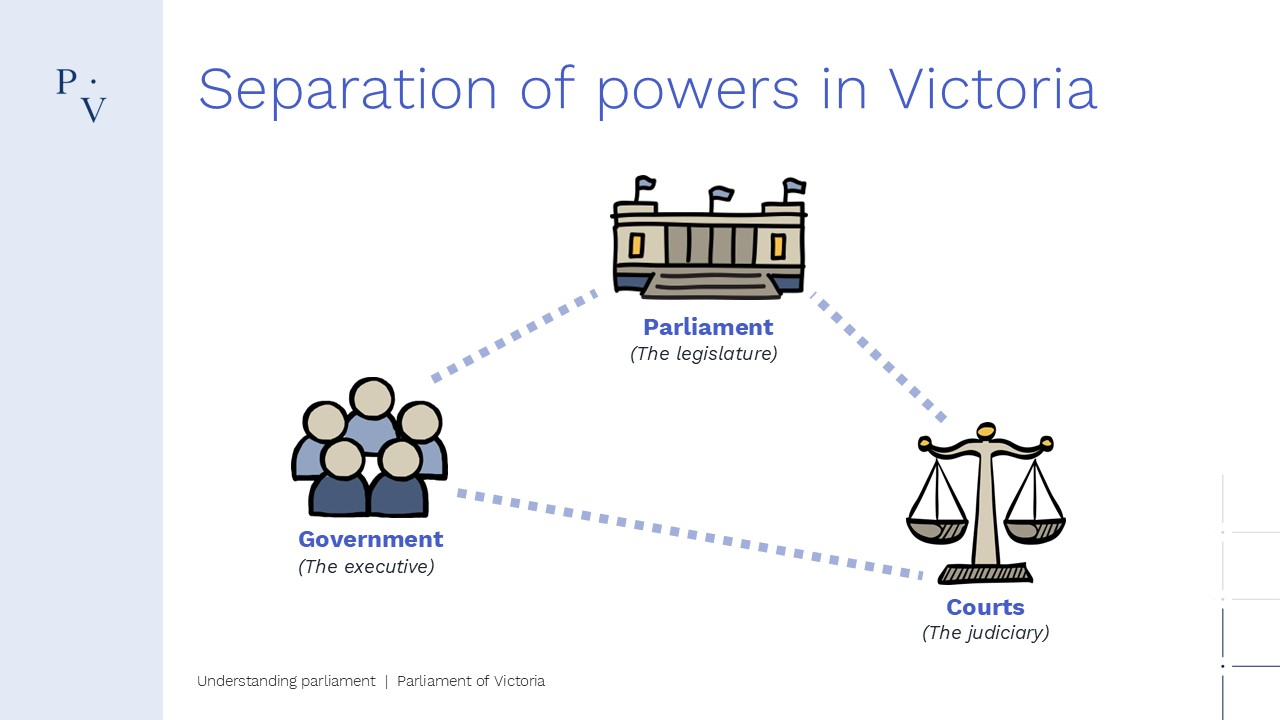 P .
V
Separation of powers in Victoria
Parliament
(The legislature)
Government
(The executive)
Courts
(The judiciary)
Understanding parliament | Parliament of Victoria